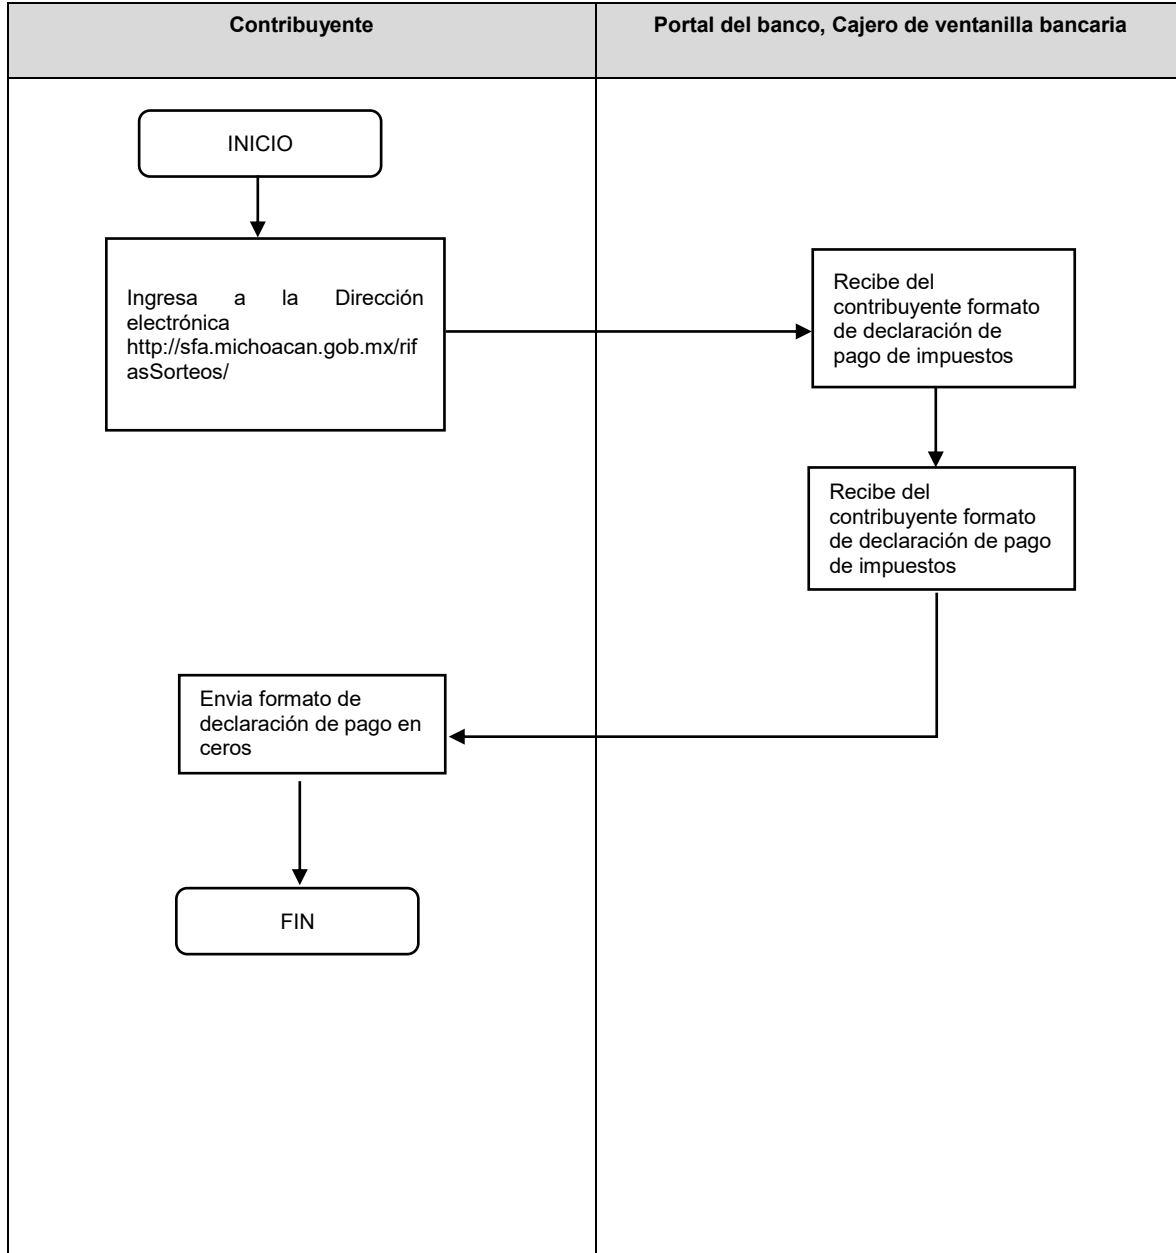 Contribuyente
Portal del banco, Cajero de ventanilla bancaria
INICIO
Ingresa a la Dirección
electrónica
http://sfa.michoacan.gob.mx/rif
asSorteos/
Recibe del
contribuyente formato
de declaración de
pago de impuestos
Recibe del
contribuyente formato
de declaración de pago
de impuestos
Envia formato de
declaración de pago en
ceros
FIN